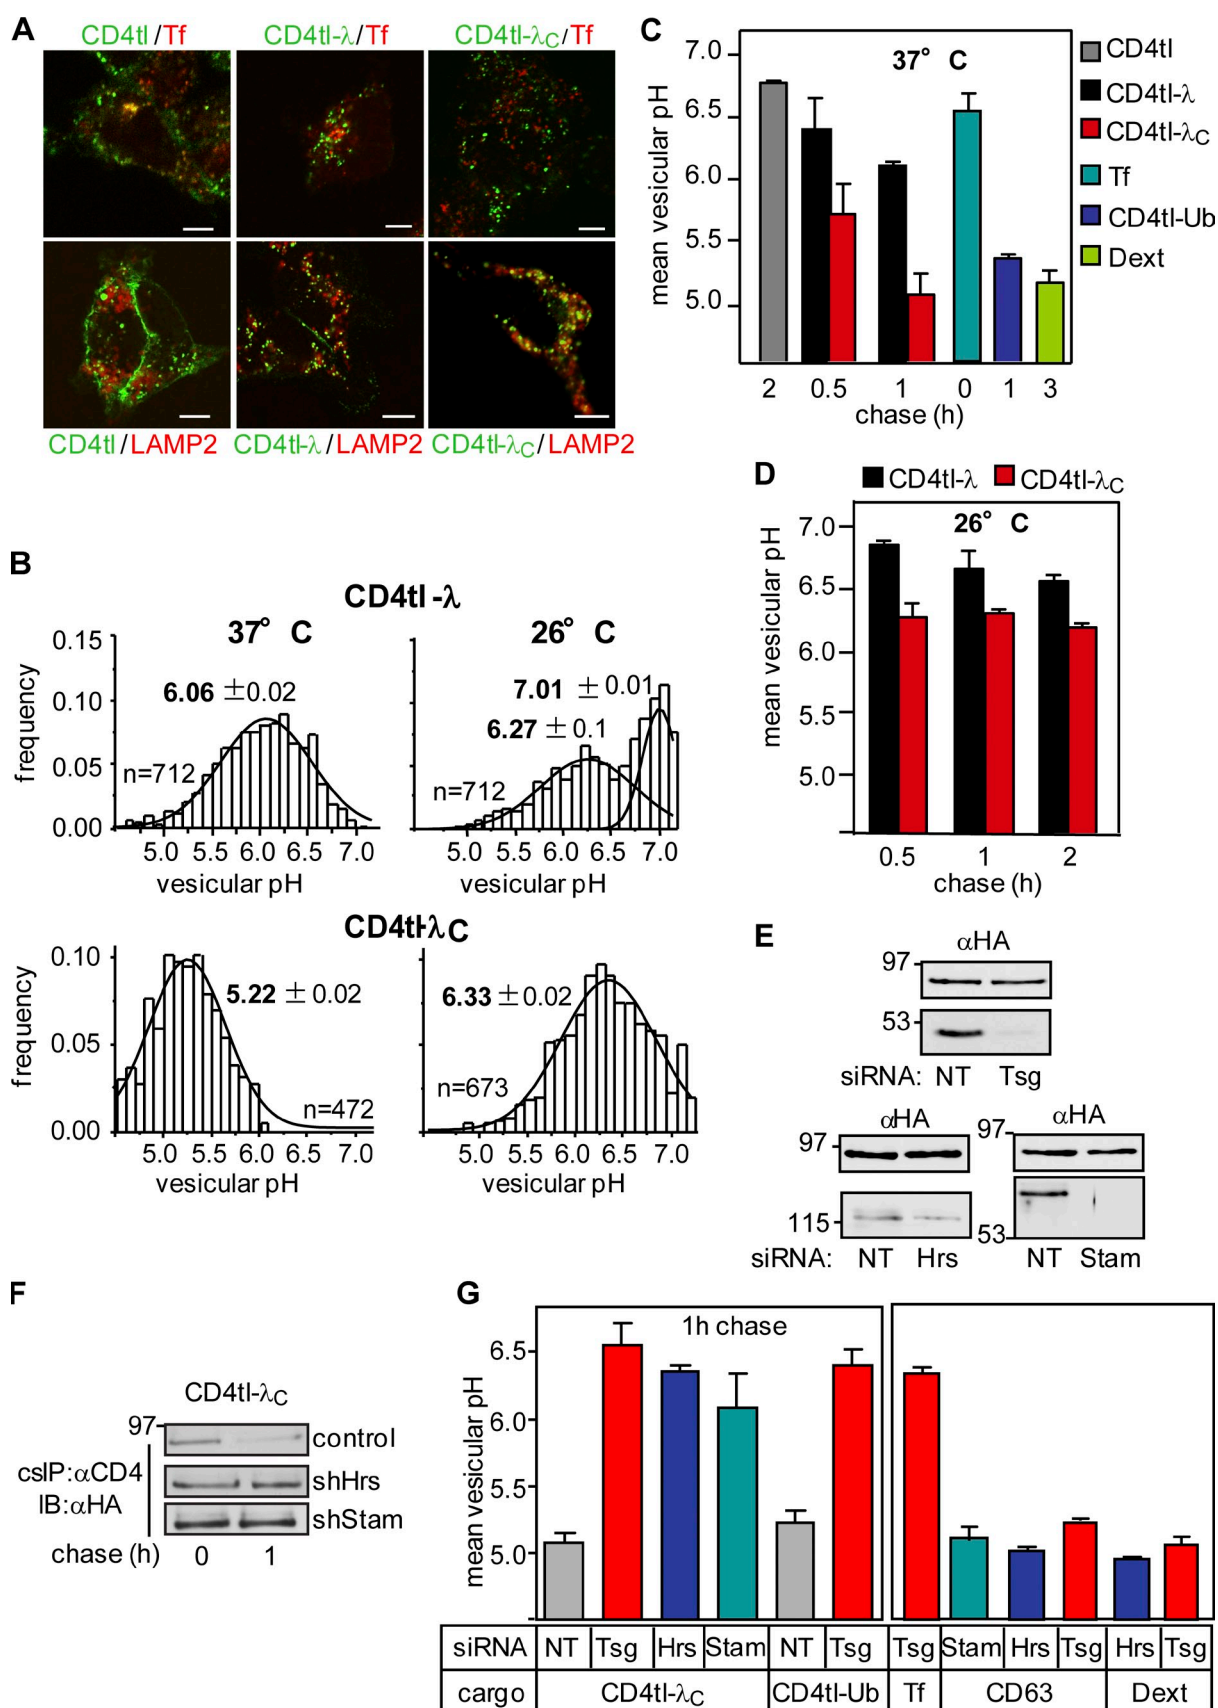 A
CD4tl/Tf
CD4tl-λ/Tf
CD4tl-λC/Tf
CD4tl/LAMP2
CD4tl-λ/LAMP2
CD4tl-λC/LAMP2
B
CD4tl-λ
37° C
26° C
frequency
0.15
0.10
0.05
0.00
6.06 ±0.02
n=712
5.0 5.5 6.0 6.5 7.0
vesicular pH
7.01 ±0.01
6.27 ±0.1
n=712
5.0 5.5 6.0 6.5 7.0
vesicular pH
CD4tl-λC
frequency
0.10
0.05
0.00
5.22 ±0.02
n=472
5.0 5.5 6.0 6.5 7.0
vesicular pH
6.33 ±0.02
n=673
5.0 5.5 6.0 6.5 7.0
vesicular pH
C
37° C
mean vesicular pH
7.0
6.5
6.0
5.5
5.0
2 0.5 1 0 1 3
chase (h)
CD4tl
CD4tl-λ
CD4tl-λC
Tf
CD4tl-Ub
Dext
D
CD4tl-λ CD4tl-λC
26° C
mean vesicular pH
7.0
6.5
6.0
5.5
5.0
0.5 1 2
chase (h)
E
αHA
97
53
siRNA: NT Tsg
αHA
97
115
siRNA: NT Hrs
αHA
97
53
NT Stam
F
CD4tl-λC
97
control
csIP:αCD4
IB:αHA
shHrs
shStam
chase (h) 0 1
G
1h chase
mean vesicular pH
6.5
6.0
5.5
5.0
siRNA NT Tsg Hrs Stam NT Tsg Tsg Stam Hrs Tsg Hrs Tsg
cargo CD4tl-λC CD4tl-Ub Tf CD63 Dext